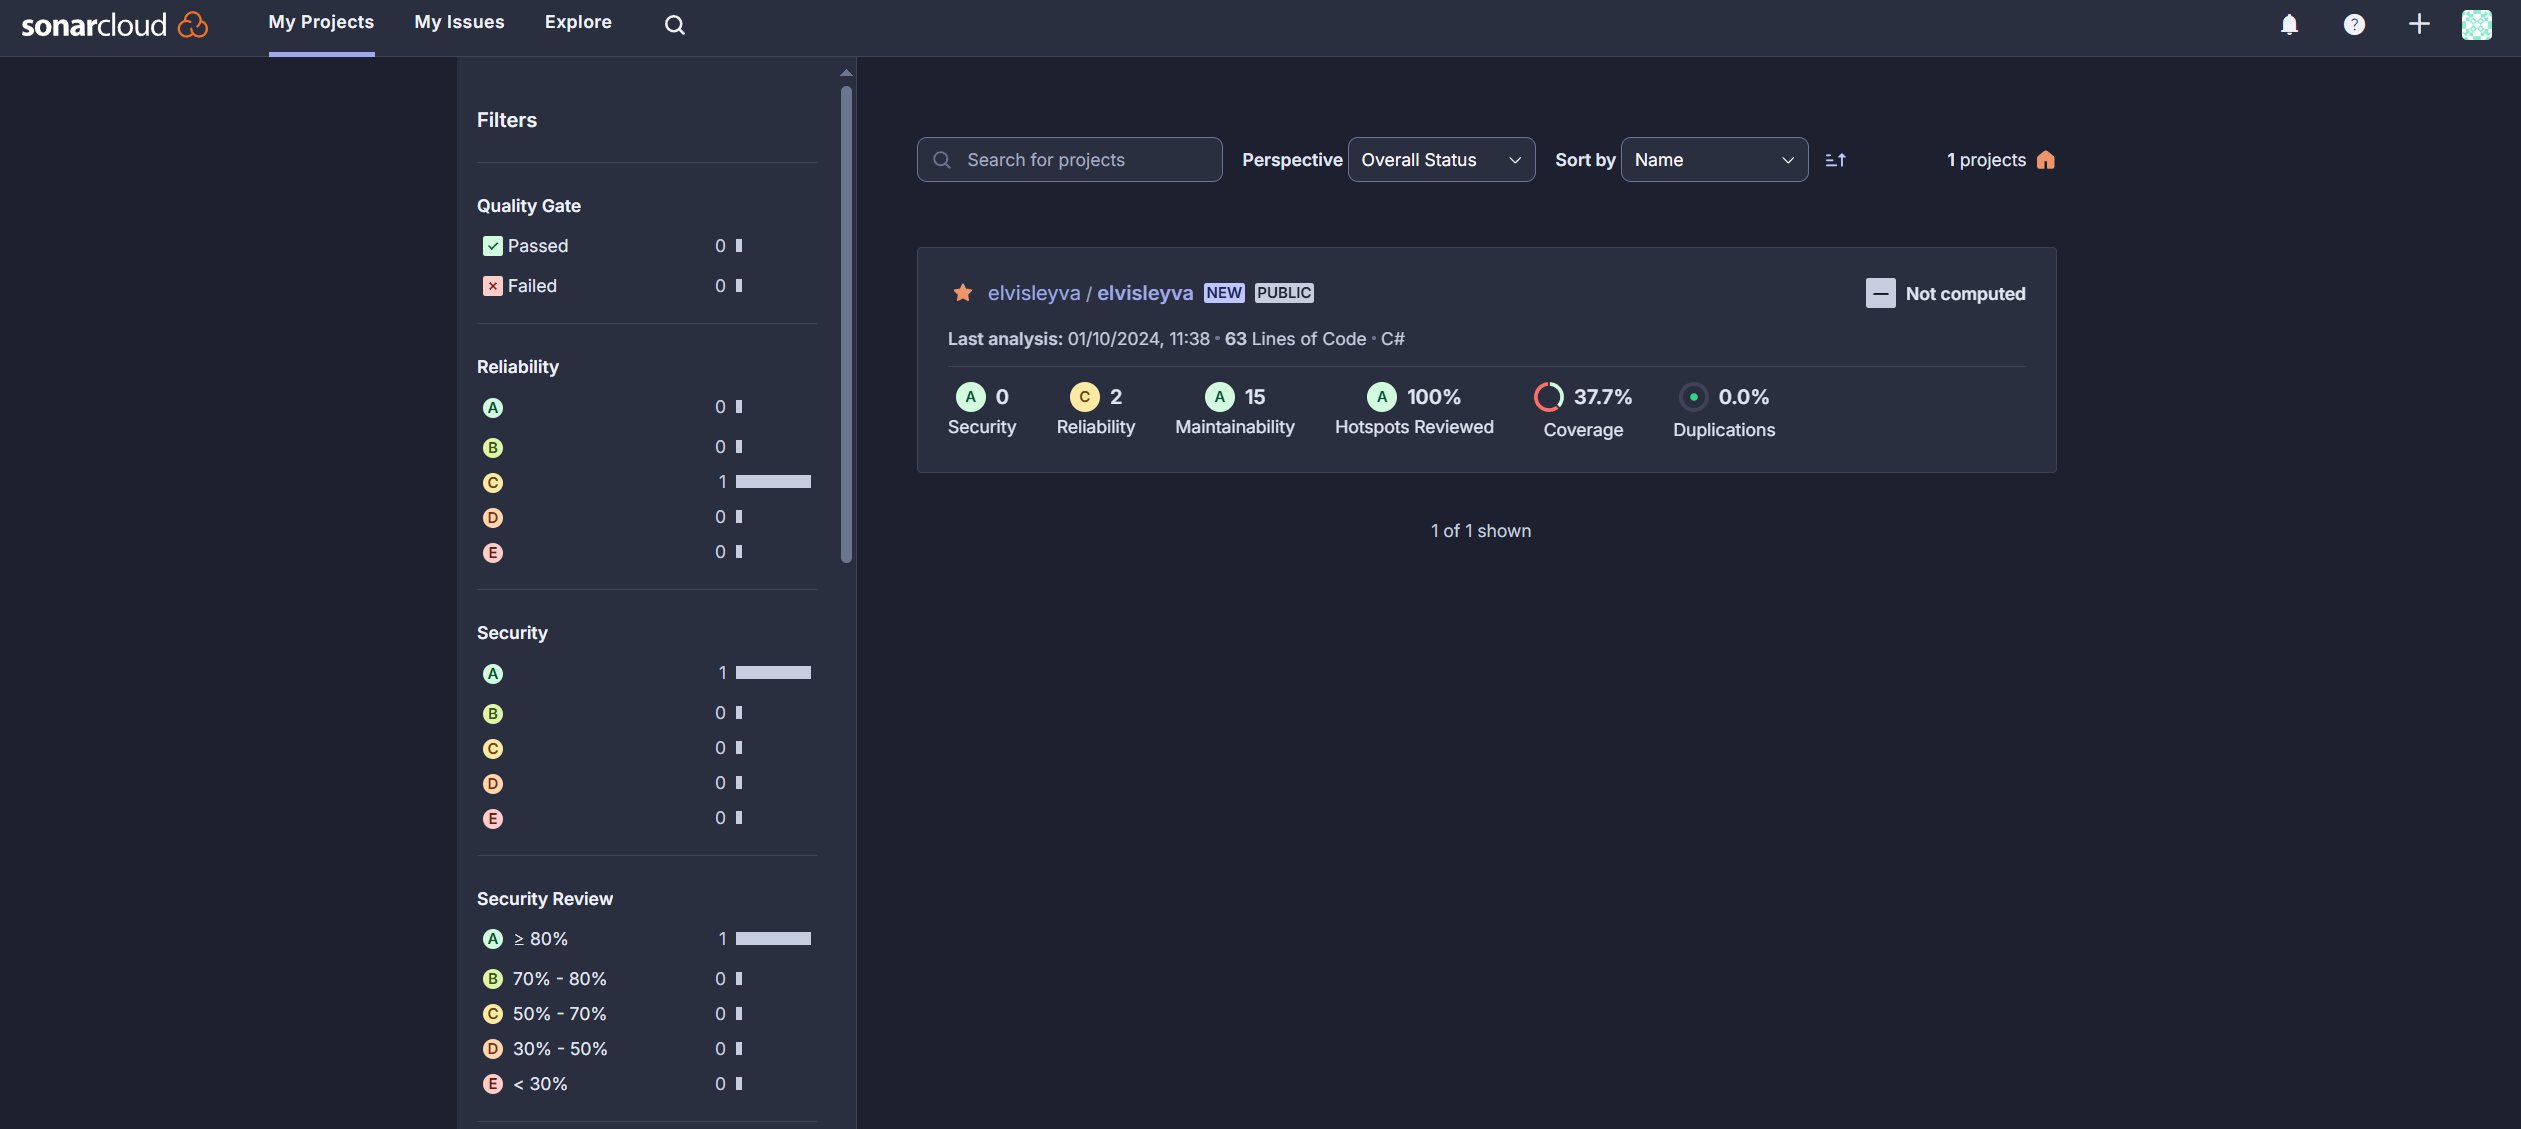 sonarcloud My Projects My Issues Explore
Filters
Quality Gate
Passed 0
Failed 0
Reliability
A 0
B 0
C 1
D 0
E 0
Security
A 1
B 0
C 0
D 0
E 0
Security Review
A ≥ 80% 1
B 70% - 80% 0
C 50% - 70% 0
D 30% - 50% 0
E < 30% 0
Search for projects Perspective Overall Status Sort by Name 1 projects
elvisleyva / elvisleyva NEW PUBLIC Not computed
Last analysis: 01/10/2024, 11:38 • 63 Lines of Code • C#
A 0 C 2 A 15 A 100% 37.7% 0.0%
Security Reliability Maintainability Hotspots Reviewed Coverage Duplications
1 of 1 shown